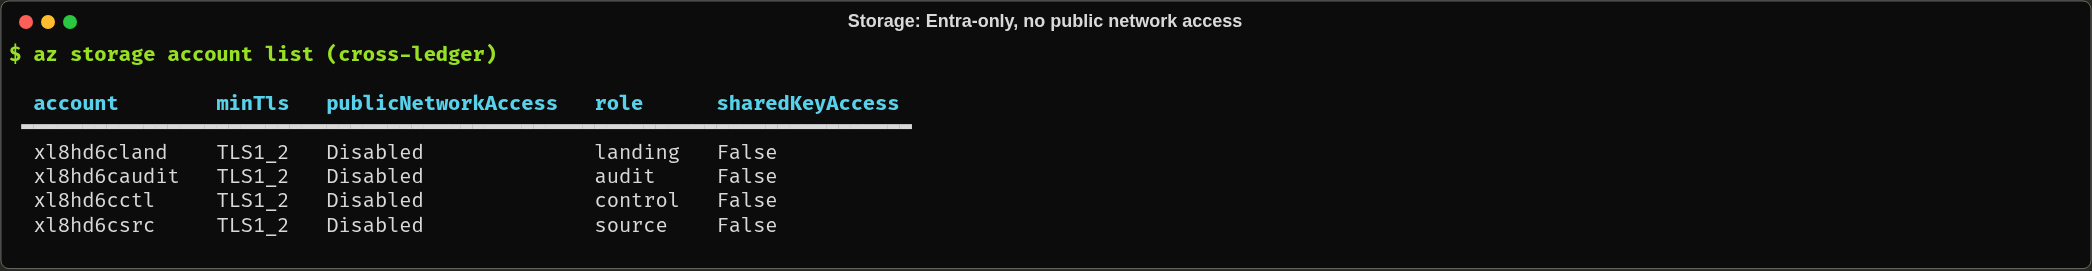 Storage: Entra-only, no public network access
$ az storage account list (cross-ledger)
account minTls publicNetworkAccess role sharedKeyAccess
xl8hd6cland TLS1_2 Disabled landing False
xl8hd6caudit TLS1_2 Disabled audit False
xl8hd6cctl TLS1_2 Disabled control False
xl8hd6csrc TLS1_2 Disabled source False